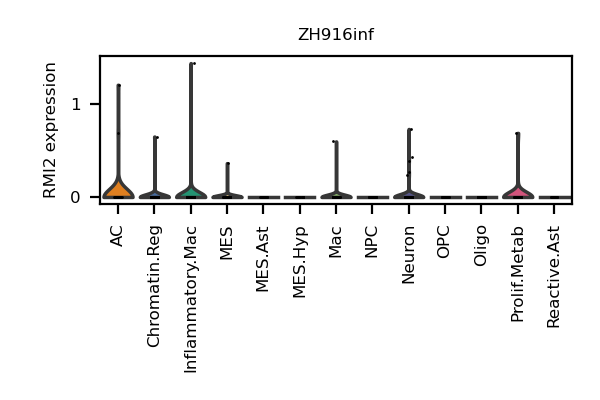 ZH916inf
RMI2 expression
1
0
AC
Chromatin.Reg
Inflammatory.Mac
MES
MES.Ast
MES.Hyp
Mac
NPC
Neuron
OPC
Oligo
Prolif.Metab
Reactive.Ast